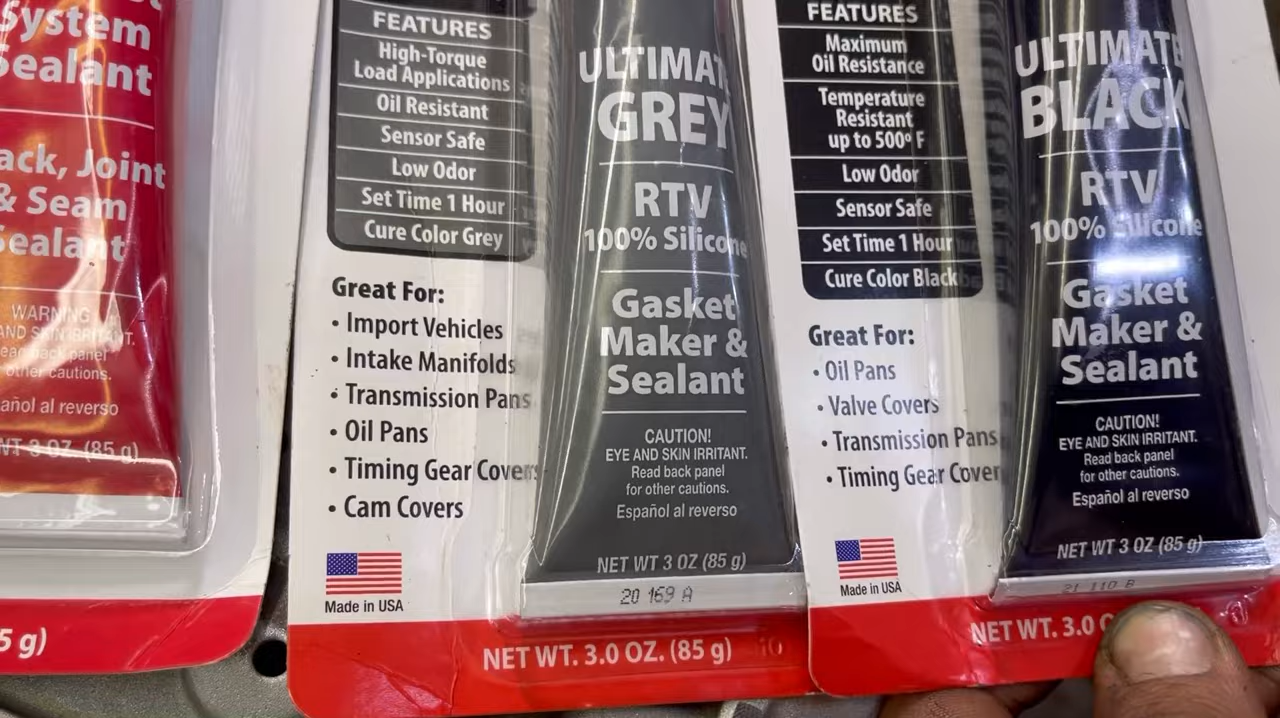 System
Sealant
ack, Joint
& Seam
Sealant
WARNING
AND SKIN IRRITANT.
ead back panel
other cautions.
añol al reverso
WT 3 OZ. (85 g)
5 g)
FEATURES
High-Torque
Load Applications
Oil Resistant
Sensor Safe
Low Odor
Set Time 1 Hour
Cure Color Grey
Great For:
• Import Vehicles
• Intake Manifolds
• Transmission Pans
• Oil Pans
• Timing Gear Covers
• Cam Covers
Made in USA
ULTIMAT
GREY
RTV
100% Silicone
Gasket
Maker &
Sealant
CAUTION!
EYE AND SKIN IRRITANT.
Read back panel
for other cautions.
Español al reverso
NET WT 3 OZ (85 g)
20 169 A
NET WT. 3.0 OZ. (85 g)
FEATURES
Maximum
Oil Resistance
Temperature
Resistant
up to 500º F
Low Odor
Sensor Safe
Set Time 1 Hour
Cure Color Black
Great For:
• Oil Pans
• Valve Covers
• Transmission Pans
• Timing Gear Cover
Made in USA
ULTIMATE
BLACK
RTV
100% Silicone
Gasket
Maker &
Sealant
CAUTION!
EYE AND SKIN IRRITANT.
Read back panel
for other cautions.
Español al reverso
NET WT 3 OZ (85 g)
21 110 B
NET WT. 3.0